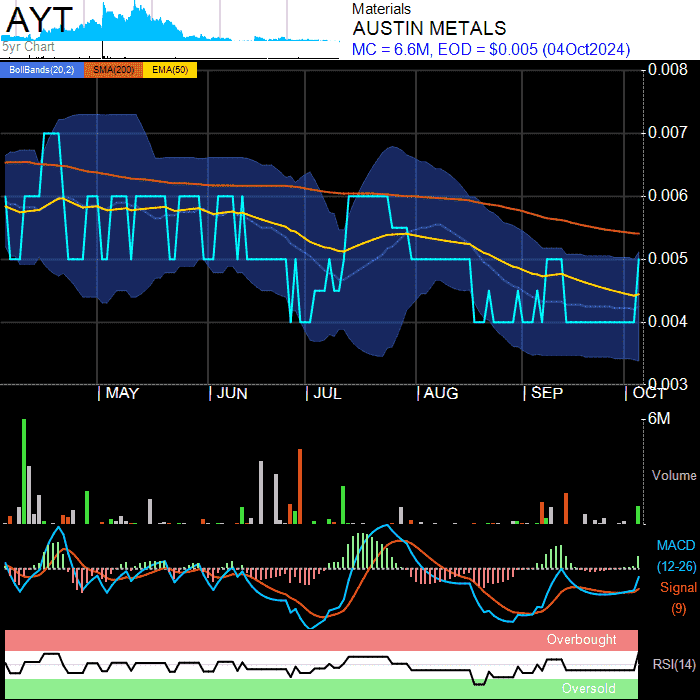 AYT
5yr Chart
Materials
AUSTIN METALS
MC = 6.6M, EOD = $0.005 (04Oct2024)
BollBands(20,2) SMA(200) EMA(50)
0.008
0.007
0.006
0.005
0.004
0.003
MAY JUN JUL AUG SEP OCT
6M
Volume
MACD
(12-26)
Signal
(9)
Overbought
RSI(14)
Oversold